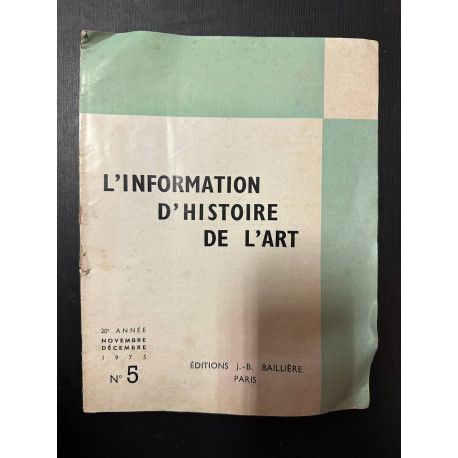 L'INFORMATION
D'HISTOIRE
DE L'ART
20e ANNÉE
NOVEMBRE
DÉCEMBRE
1975
N° 5
ÉDITIONS J.-B. BAILLIÈRE
PARIS